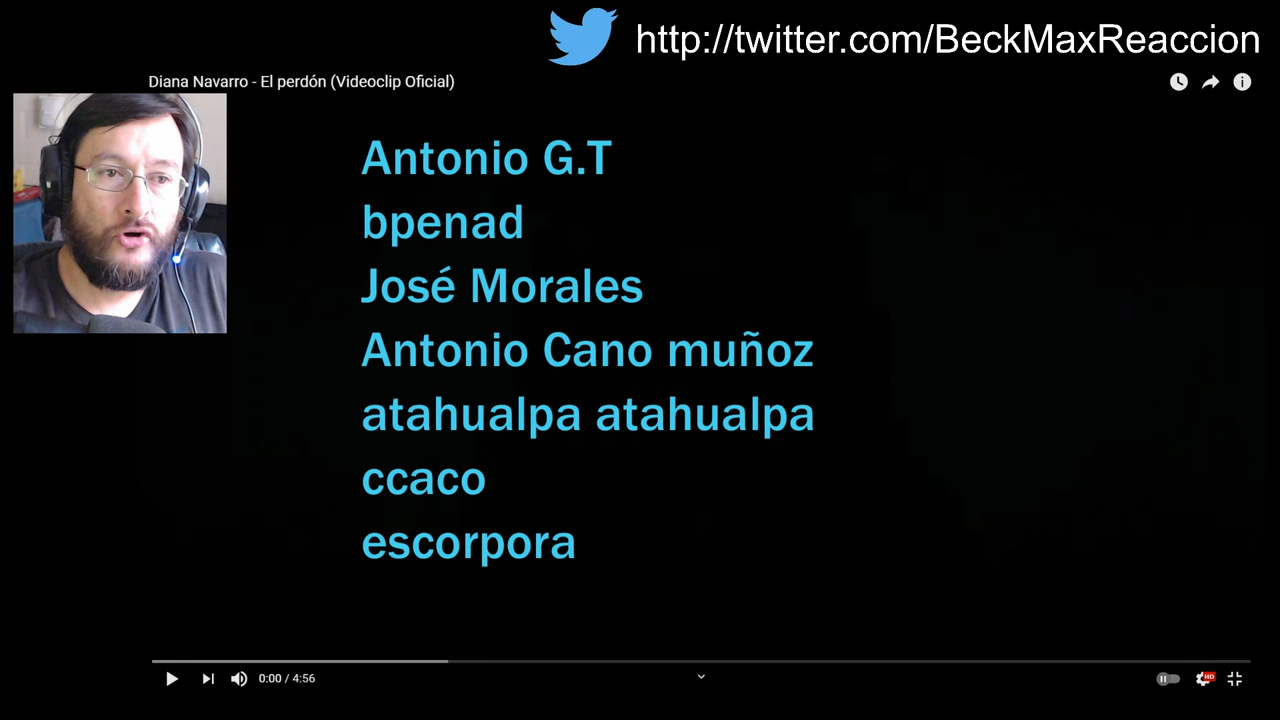 http://twitter.com/BeckMaxReaccion
Diana Navarro - El perdón (Videoclip Oficial)
Antonio G.T
bpenad
José Morales
Antonio Cano muñoz
atahualpa atahualpa
ccaco
escorpora
0:00 / 4:56
HD